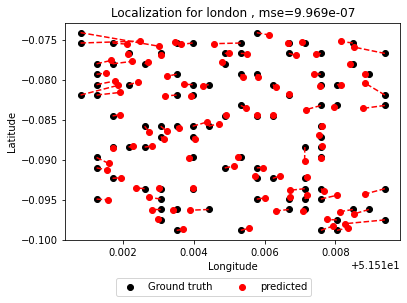 Localization for london , mse=9.969e-07
Latitude
−0.075
−0.080
−0.085
−0.090
−0.095
−0.100
0.002 0.004 0.006 0.008
+5.151e1
Longitude
Ground truth predicted